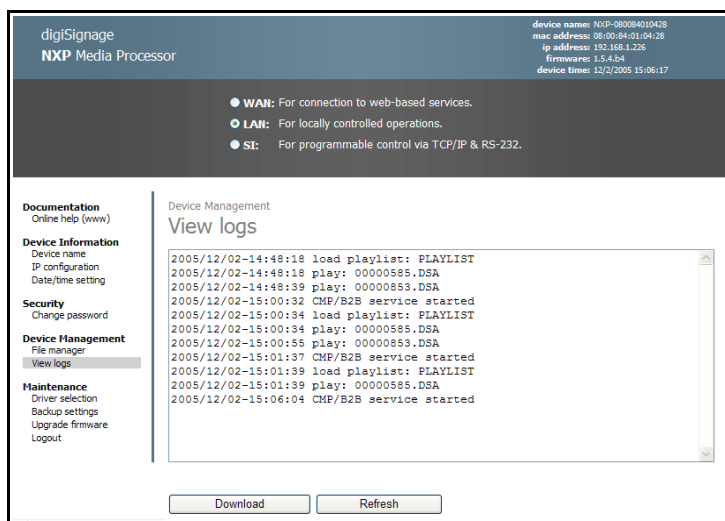 digiSignage
NXP Media Processor
device name: NXP-080084010428
mac address: 08:00:84:01:04:28
ip address: 192.168.1.226
firmware: 1.5.4.b4
device time: 12/2/2005 15:06:17
WAN: For connection to web-based services.
LAN: For locally controlled operations.
SI: For programmable control via TCP/IP & RS-232.
Documentation
Online help (www)
Device Information
Device name
IP configuration
Date/time setting
Security
Change password
Device Management
File manager
View logs
Maintenance
Driver selection
Backup settings
Upgrade firmware
Logout
Device Management
View logs
2005/12/02-14:48:18 load playlist: PLAYLIST
2005/12/02-14:48:18 play: 00000585.DSA
2005/12/02-14:48:39 play: 00000853.DSA
2005/12/02-15:00:32 CMP/B2B service started
2005/12/02-15:00:34 load playlist: PLAYLIST
2005/12/02-15:00:34 play: 00000585.DSA
2005/12/02-15:00:55 play: 00000853.DSA
2005/12/02-15:01:37 CMP/B2B service started
2005/12/02-15:01:39 load playlist: PLAYLIST
2005/12/02-15:01:39 play: 00000585.DSA
2005/12/02-15:06:04 CMP/B2B service started
Download
Refresh